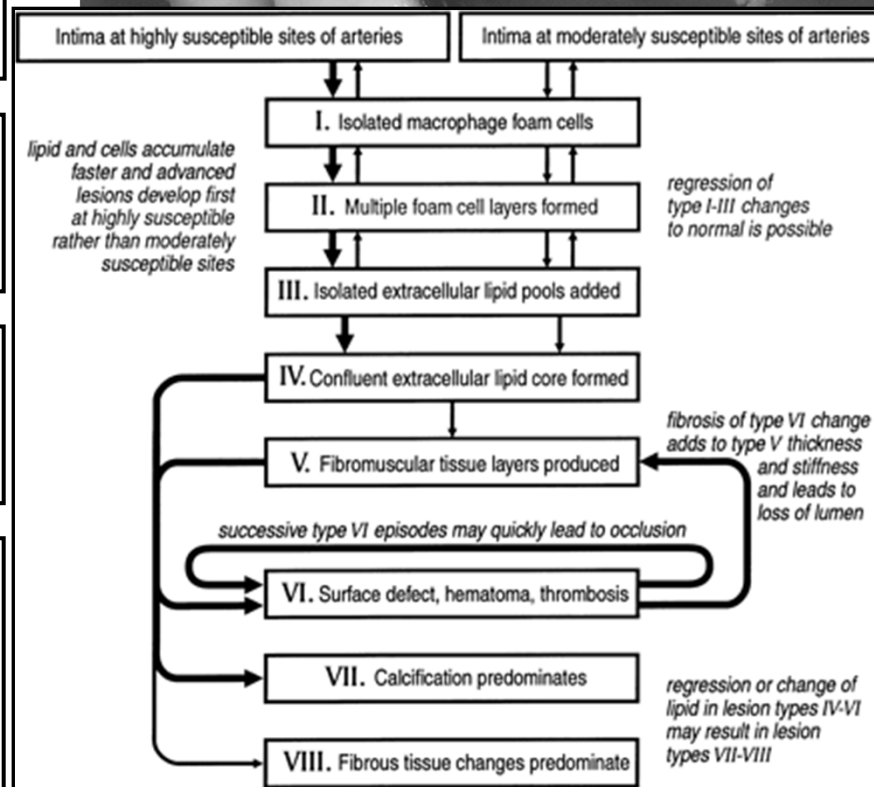 Intima at highly susceptible sites of arteries
Intima at moderately susceptible sites of arteries
I. Isolated macrophage foam cells
lipid and cells accumulate
faster and advanced
lesions develop first
at highly susceptible
rather than moderately
susceptible sites
II. Multiple foam cell layers formed
regression of
type I-III changes
to normal is possible
III. Isolated extracellular lipid pools added
IV. Confluent extracellular lipid core formed
V. Fibromuscular tissue layers produced
fibrosis of type VI change
adds to type V thickness
and stiffness
and leads to
loss of lumen
successive type VI episodes may quickly lead to occlusion
VI. Surface defect, hematoma, thrombosis
VII. Calcification predominates
regression or change of
lipid in lesion types IV-VI
may result in lesion
types VII-VIII
VIII. Fibrous tissue changes predominate